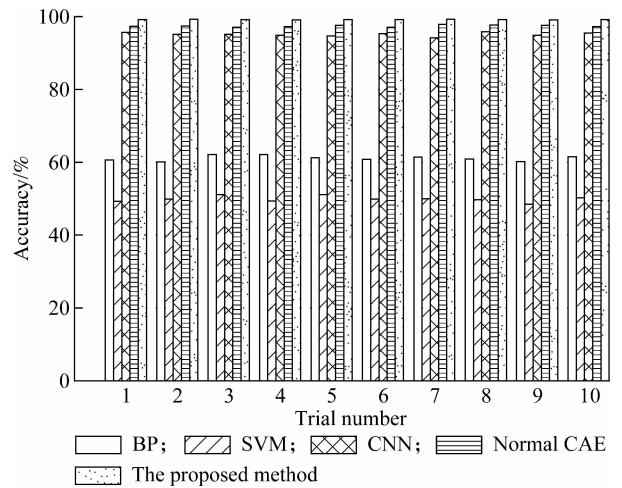 100
80
60
40
20
0
Accuracy/%
1 2 3 4 5 6 7 8 9 10
Trial number
BP; SVM; CNN; Normal CAE
The proposed method